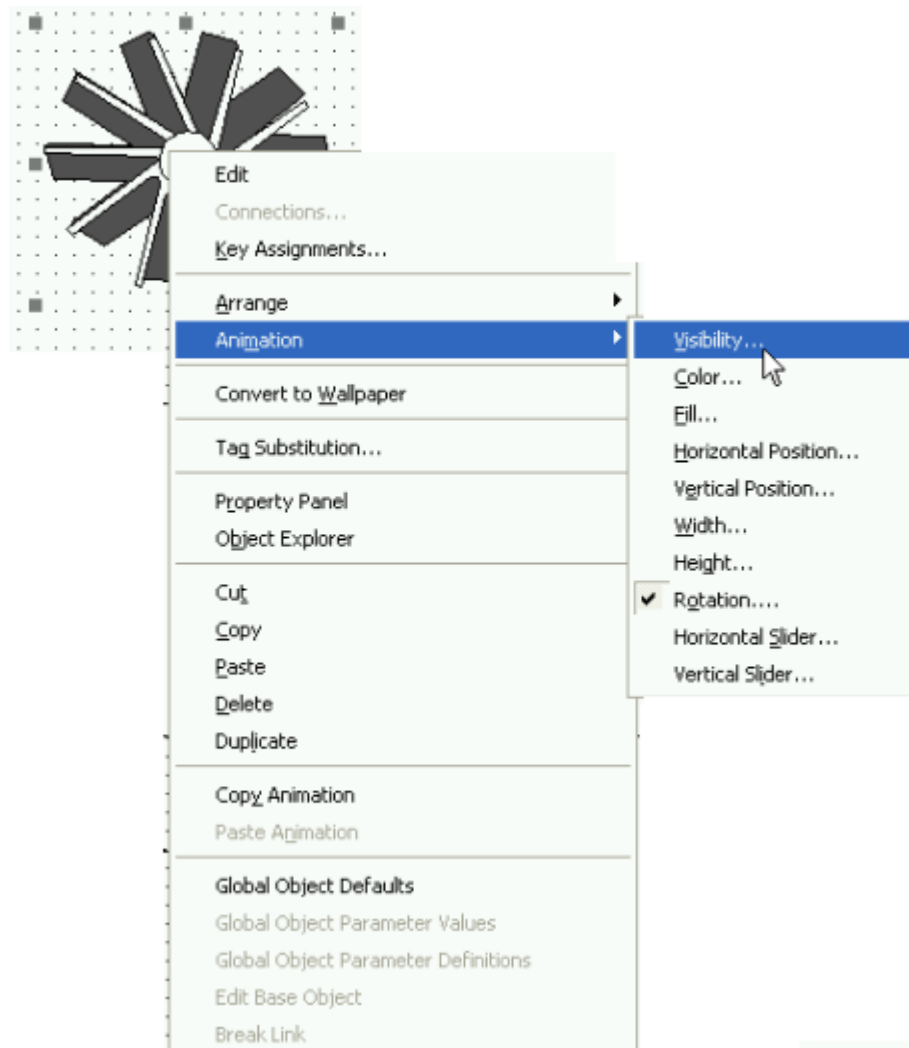 Edit
Connections...
Key Assignments...
Arrange
Animation
Convert to Wallpaper
Tag Substitution...
Property Panel
Object Explorer
Cut
Copy
Paste
Delete
Duplicate
Copy Animation
Paste Animation
Global Object Defaults
Global Object Parameter Values
Global Object Parameter Definitions
Edit Base Object
Break Link
Visibility...
Color...
Fill...
Horizontal Position...
Vertical Position...
Width...
Height...
Rotation....
Horizontal Slider...
Vertical Slider...